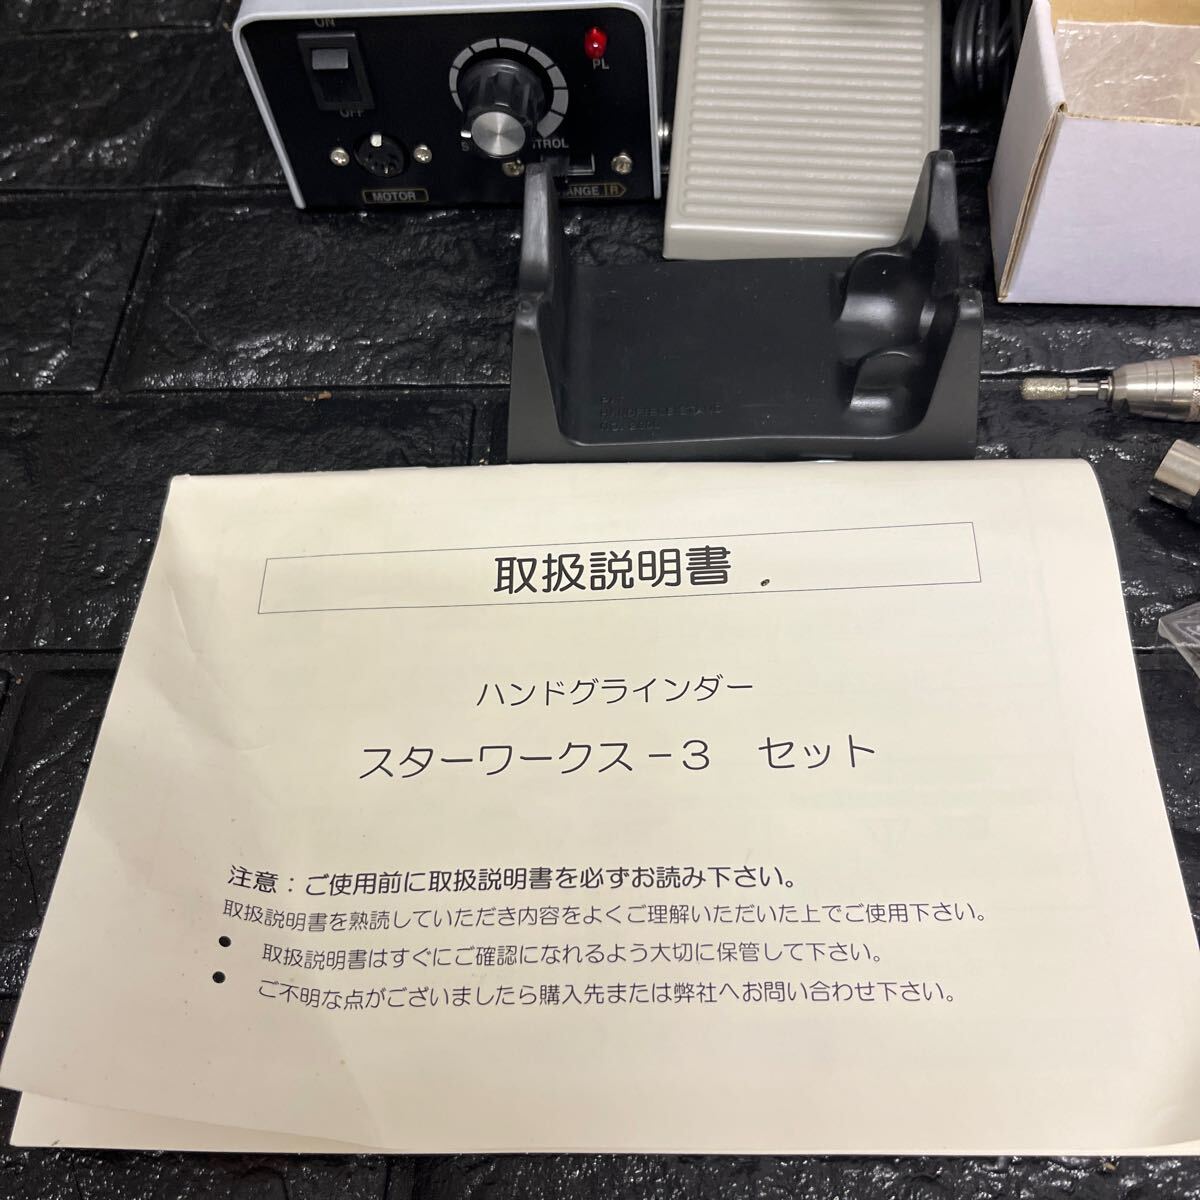 ON
OFF
PL
MOTOR
HANDPIECE STAND
取扱説明書
ハンドグラインダー
スターワークス－3　セット
注意：ご使用前に取扱説明書を必ずお読み下さい。
取扱説明書を熟読していただき内容をよくご理解いただいた上でご使用下さい。
● 取扱説明書はすぐにご確認になれるよう大切に保管して下さい。
● ご不明な点がございましたら購入先または弊社へお問い合わせ下さい。